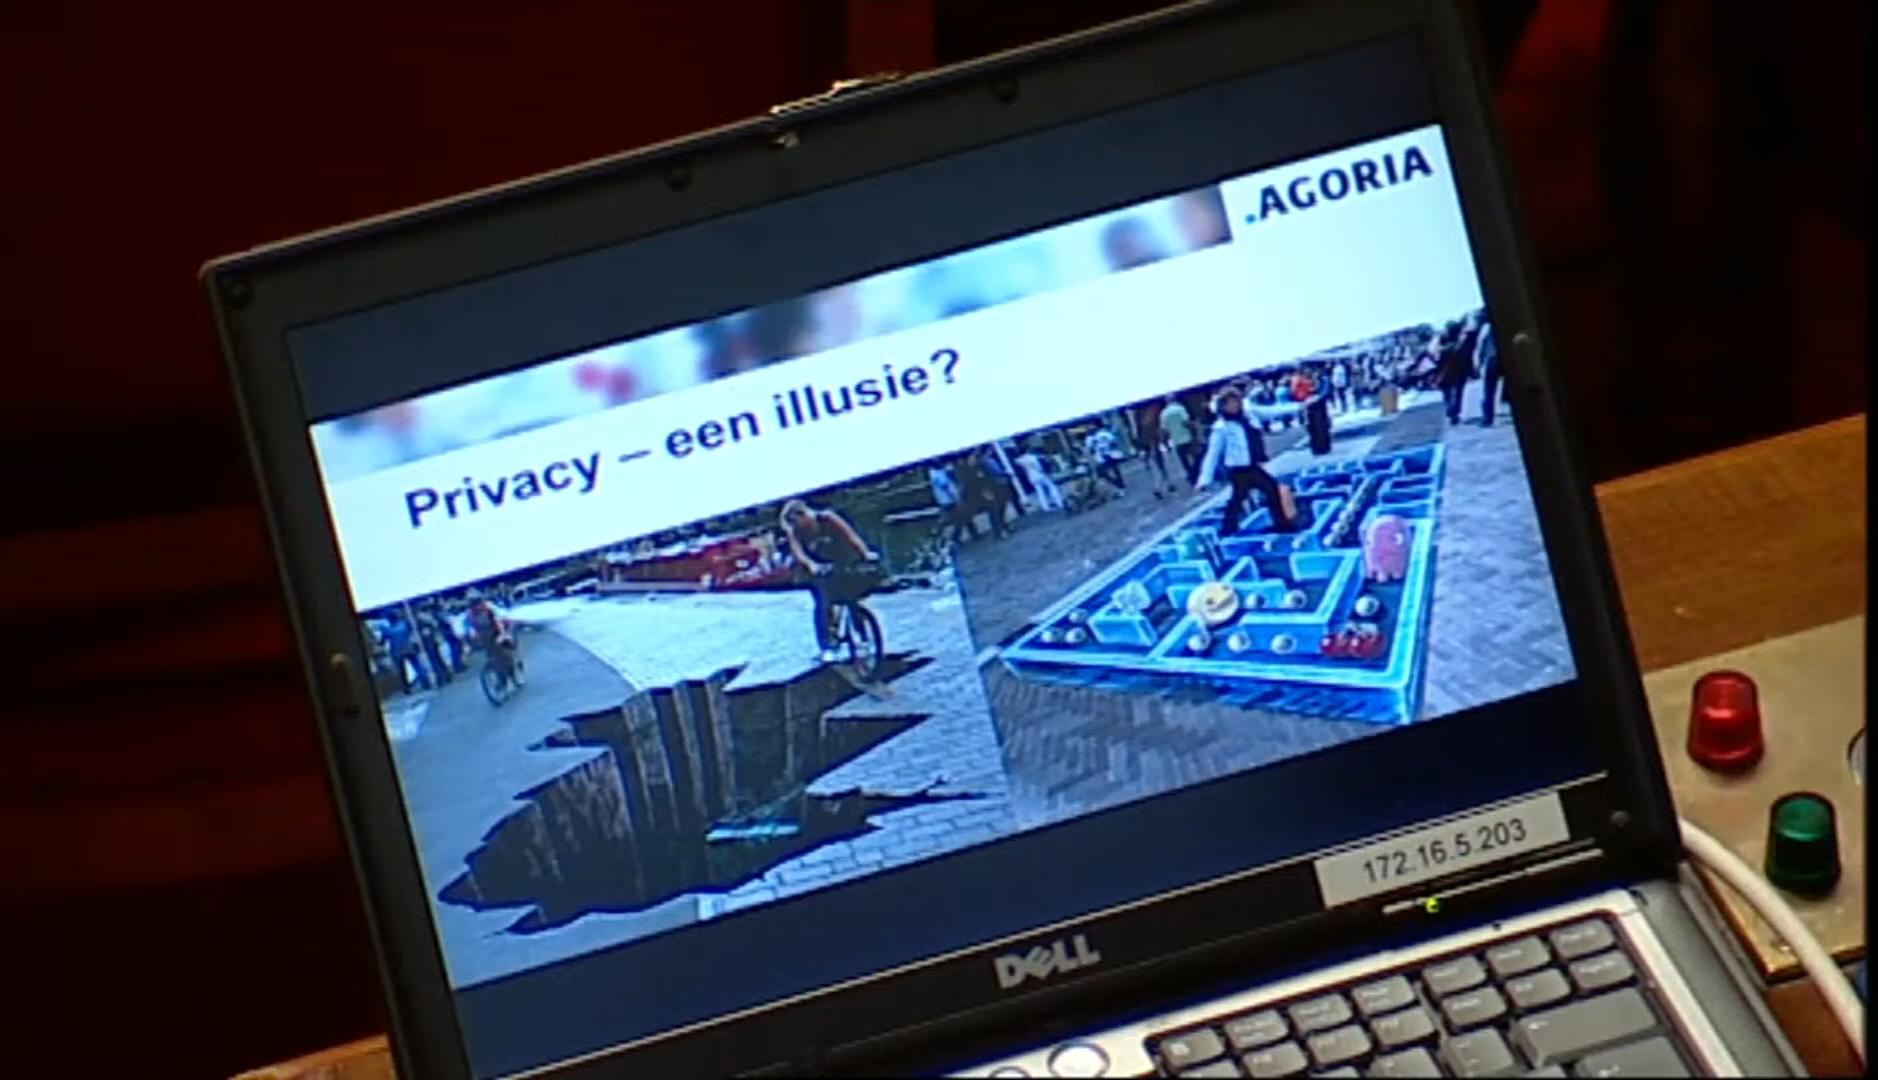 .AGORIA
Privacy – een illusie?
172.16.5.203
DELL